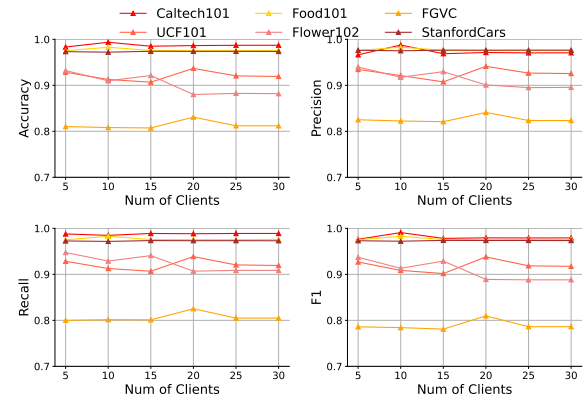 Caltech101 Food101 FGVC
UCF101 Flower102 StanfordCars
1.0
0.9
0.8
0.7
Accuracy
5 10 15 20 25 30
Num of Clients
1.0
0.9
0.8
0.7
Precision
5 10 15 20 25 30
Num of Clients
1.0
0.9
0.8
0.7
Recall
5 10 15 20 25 30
Num of Clients
1.0
0.9
0.8
0.7
F1
5 10 15 20 25 30
Num of Clients